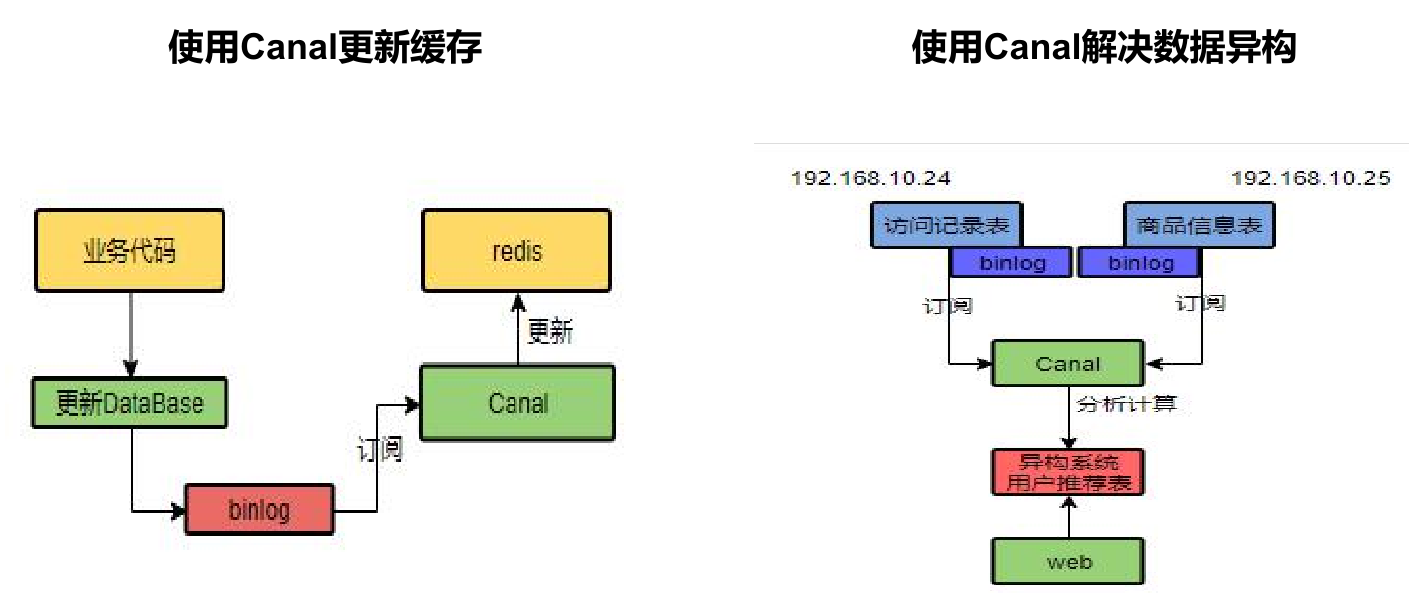 使用Canal更新缓存
业务代码
更新DataBase
binlog
订阅
Canal
更新
redis
使用Canal解决数据异构
192.168.10.24
192.168.10.25
访问记录表
商品信息表
binlog
binlog
订阅
订阅
Canal
分析计算
异构系统
用户推荐表
web